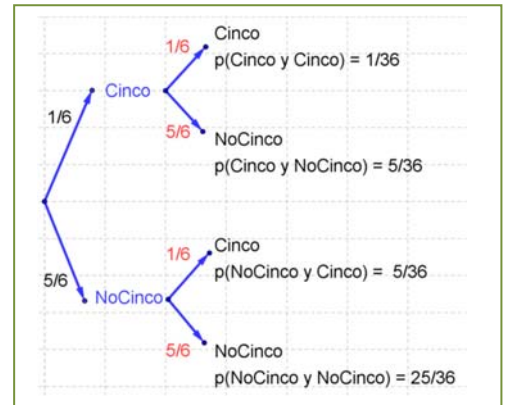 1/6
Cinco
p(Cinco y Cinco) = 1/36
Cinco
1/6
5/6
NoCinco
p(Cinco y NoCinco) = 5/36
1/6
Cinco
p(NoCinco y Cinco) = 5/36
5/6
NoCinco
5/6
NoCinco
p(NoCinco y NoCinco) = 25/36